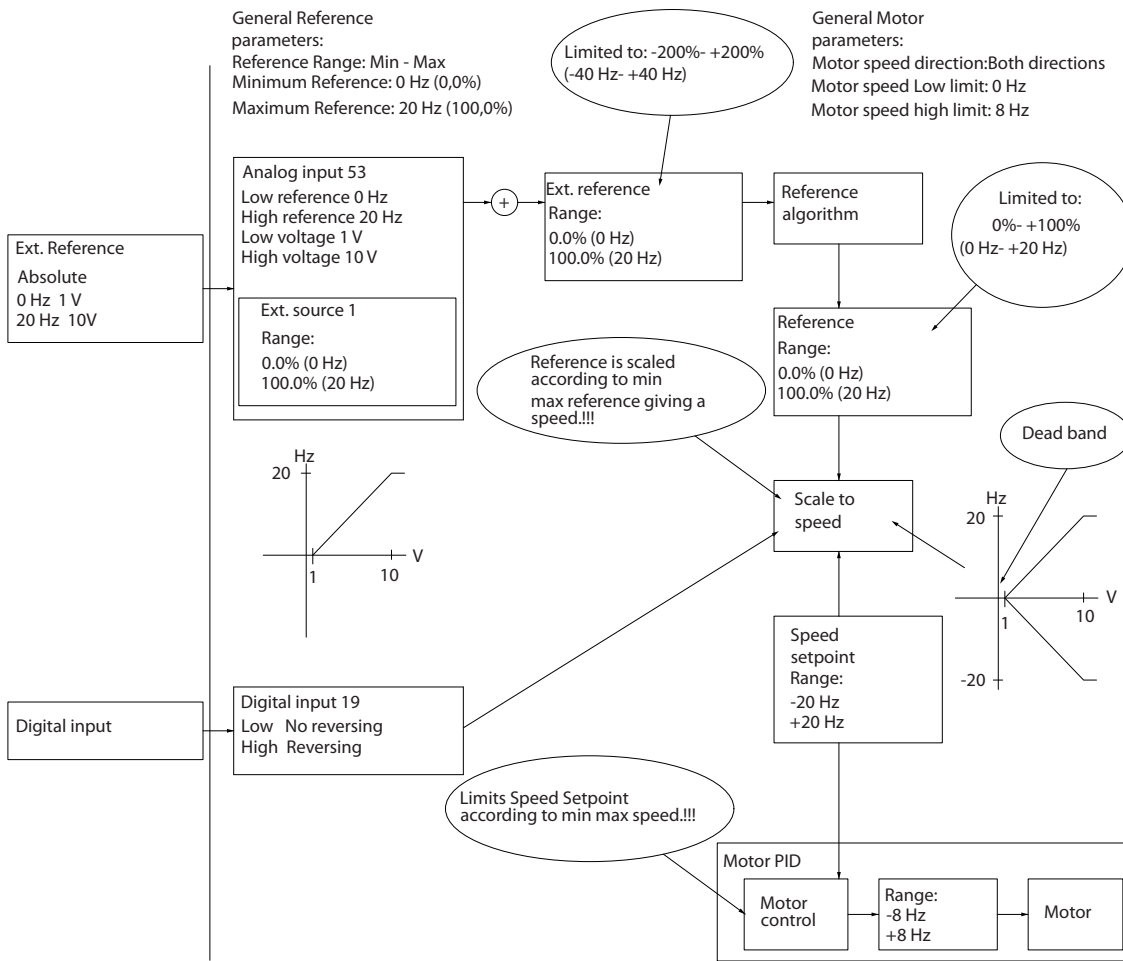 General Reference
parameters:
Reference Range: Min - Max
Minimum Reference: 0 Hz (0,0%)
Maximum Reference: 20 Hz (100,0%)
Limited to: -200%- +200%
(-40 Hz- +40 Hz)
General Motor
parameters:
Motor speed direction:Both directions
Motor speed Low limit: 0 Hz
Motor speed high limit: 8 Hz
Ext. Reference
Absolute
0 Hz 1 V
20 Hz 10V
Analog input 53
Low reference 0 Hz
High reference 20 Hz
Low voltage 1 V
High voltage 10 V
Ext. source 1
Range:
0.0% (0 Hz)
100.0% (20 Hz)
+
Ext. reference
Range:
0.0% (0 Hz)
100.0% (20 Hz)
Reference
algorithm
Limited to:
0%- +100%
(0 Hz- +20 Hz)
Reference
Range:
0.0% (0 Hz)
100.0% (20 Hz)
Reference is scaled
according to min
max reference giving a
speed.!!!
Dead band
Hz
20
V
1
10
Scale to
speed
Hz
20
V
1
10
-20
Speed
setpoint
Range:
-20 Hz
+20 Hz
Digital input
Digital input 19
Low No reversing
High Reversing
Limits Speed Setpoint
according to min max speed.!!!
Motor PID
Motor
control
Range:
-8 Hz
+8 Hz
Motor